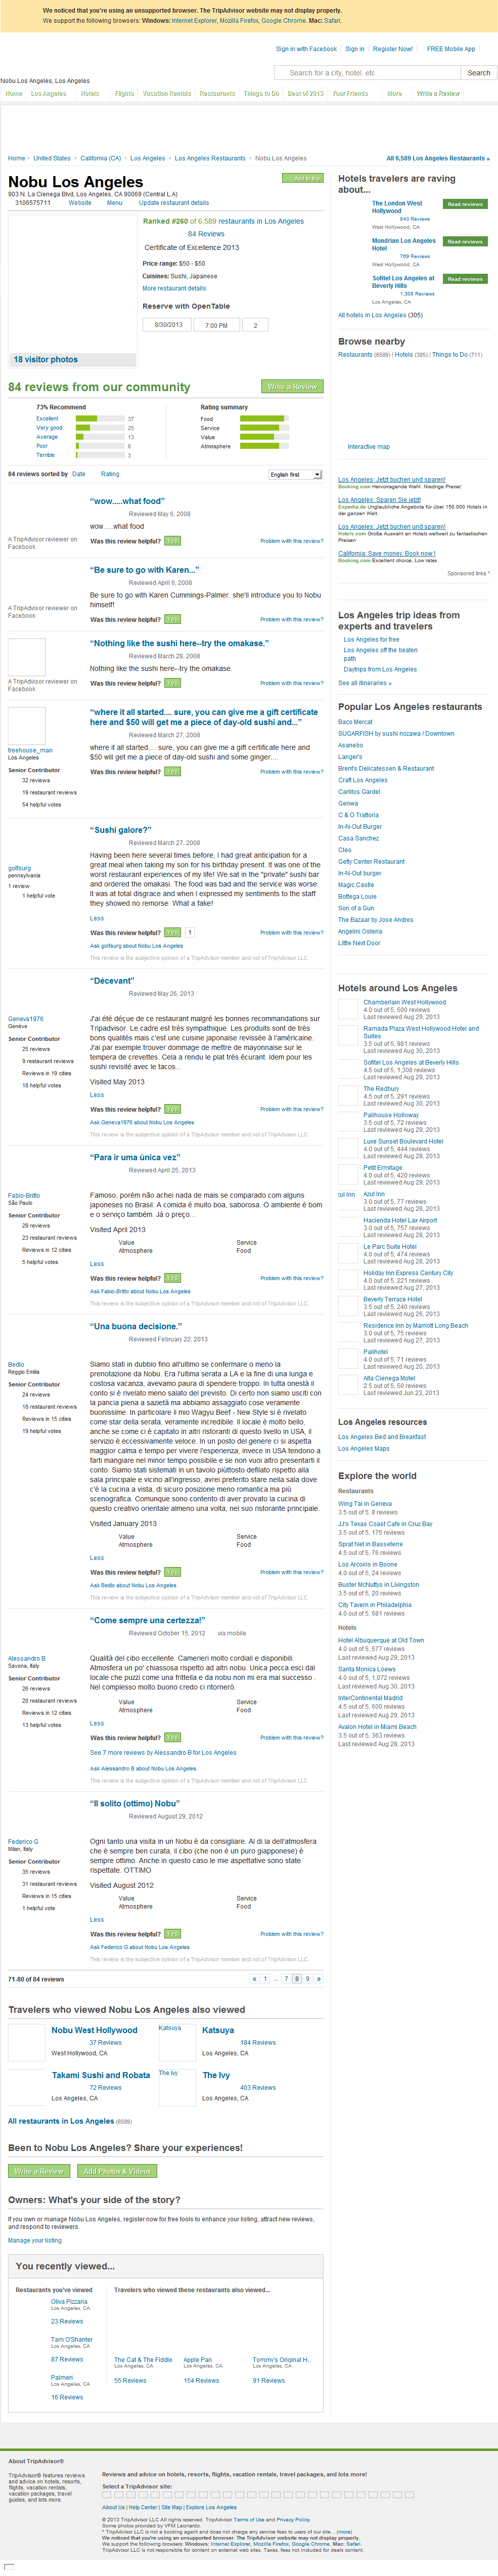 We noticed that you're using an unsupported browser. The TripAdvisor website may not display properly.
We support the following browsers: Windows: Internet Explorer, Mozilla Firefox, Google Chrome. Mac: Safari.
Sign in with Facebook Sign in Register Now! FREE Mobile App
Search for a city, hotel, etc. Search
Nobu Los Angeles, Los Angeles
Home Los Angeles Hotels Flights Vacation Rentals Restaurants Things to Do Best of 2013 Your Friends More Write a Review
Home › United States › California (CA) › Los Angeles › Los Angeles Restaurants › Nobu Los Angeles
All 6,589 Los Angeles Restaurants »
Nobu Los Angeles
Add to trip
903 N. La Cienega Blvd, Los Angeles, CA 90069 (Central L.A)
3106575711 Website Menu Update restaurant details
Ranked #260 of 6,589 restaurants in Los Angeles
84 Reviews
Certificate of Excellence 2013
Price range: $50 - $50
Cuisines: Sushi, Japanese
More restaurant details
Reserve with OpenTable
8/30/2013 7:00 PM 2
18 visitor photos
84 reviews from our community
Write a Review
73% Recommend
Excellent 37
Very good 25
Average 13
Poor 6
Terrible 3
Rating summary
Food
Service
Value
Atmosphere
84 reviews sorted by Date Rating English first
“wow.....what food”
Reviewed May 6, 2008
wow.....what food
A TripAdvisor reviewer on Facebook
Was this review helpful? Yes Problem with this review?
“Be sure to go with Karen...”
Reviewed April 6, 2008
Be sure to go with Karen Cummings-Palmer. she'll introduce you to Nobu
himself!
A TripAdvisor reviewer on Facebook
Was this review helpful? Yes Problem with this review?
“Nothing like the sushi here--try the omakase.”
Reviewed March 28, 2008
Nothing like the sushi here--try the omakase.
A TripAdvisor reviewer on Facebook
Was this review helpful? Yes Problem with this review?
“where it all started.... sure, you can give me a gift certificate
here and $50 will get me a piece of day-old sushi and...”
Reviewed March 27, 2008
where it all started.... sure, you can give me a gift certificate here and
$50 will get me a piece of day-old sushi and some ginger....
treehouse_man
Los Angeles
Senior Contributor
32 reviews
19 restaurant reviews
54 helpful votes
Was this review helpful? Yes Problem with this review?
“Sushi galore?”
Reviewed March 27, 2008
golfsurg
pennsylvania
1 review
1 helpful vote
Having been here several times before, I had great anticipation for a
great meal when taking my son for his birthday present. It was one of the
worst restaurant experiences of my life! We sat in the "private" sushi bar
and ordered the omakasi. The food was bad and the service was worse.
It was at total disgrace and when I expressed my sentiments to the staff
they showed no remorse. What a fake!
Less
Was this review helpful? Yes 1 Problem with this review?
Ask golfsurg about Nobu Los Angeles
This review is the subjective opinion of a TripAdvisor member and not of TripAdvisor LLC.
“Décevant”
Reviewed May 26, 2013
Geneva1976
Genève
Senior Contributor
25 reviews
9 restaurant reviews
Reviews in 19 cities
18 helpful votes
J'ai été déçue de ce restaurant malgré les bonnes recommandations sur
Tripadvisor. Le cadre est très sympathique. Les produits sont de très
bons qualités mais c'est une cuisine japonaise revisitée à l'américaine.
J'ai par exemple trouver dommage de mettre de mayonnaise sur le
tempera de crevettes. Cela a rendu le plat très écurant. Idem pour les
sushi revisité avec le tacos...
Visited May 2013
Less
Was this review helpful? Yes Problem with this review?
Ask Geneva1976 about Nobu Los Angeles
This review is the subjective opinion of a TripAdvisor member and not of TripAdvisor LLC.
“Para ir uma única vez”
Reviewed April 25, 2013
Fabio-Britto
São Paulo
Senior Contributor
29 reviews
23 restaurant reviews
Reviews in 12 cities
5 helpful votes
Famoso, porém não achei nada de mais se comparado com alguns
japoneses no Brasil. A comida é muito boa, saborosa. O ambiente é bom
e o serviço também. Já o preço...
Visited April 2013
Value Service
Atmosphere Food
Less
Was this review helpful? Yes Problem with this review?
Ask Fabio-Britto about Nobu Los Angeles
This review is the subjective opinion of a TripAdvisor member and not of TripAdvisor LLC.
“Una buona decisione.”
Reviewed February 22, 2013
Bedlo
Reggio Emilia
Senior Contributor
24 reviews
18 restaurant reviews
Reviews in 15 cities
19 helpful votes
Siamo stati in dubbio fino all'ultimo se confermare o meno la
prenotazione da Nobu. Era l'ultima serata a LA e la fine di una lunga e
costosa vacanza, avevamo paura di spendere troppo. In tutta onestà il
conto si è rivelato meno salato del previsto. Di certo non siamo usciti con
la pancia piena ai massimi livelli ma è stato tutto assolutamente
buonissimo. In particolare il mio Wagyu Beef - New Style si è rivelato
come star della serata, veramente incredibile. Il locale è molto bello,
anche se di certo ci è capitato di entrare in posti quasi unici in USA, il
servizio è eccessivamente veloce. In un posto del genere ci si aspetta
maggior calma e tempo per vivere l'esperienza, invece in USA tendono a
farti mangiare nel minor tempo possibile e se non vuoi altro presentarti il
conto. Siamo stati sistemati in un tavolo piùttosto defilato rispetto alla
sala principale e siccome ci siamo seduti vicino si preferiva la sala dove
c'è la cucina a vista, di sicuro posizione meno romantica ma più
scenografica. Comunque sono contento di aver provato la cucina di
questo creativo orientale almeno una volta, nel suo ristorante principale.
Visited January 2013
Value Service
Atmosphere Food
Less
Was this review helpful? Yes Problem with this review?
Ask Bedlo about Nobu Los Angeles
This review is the subjective opinion of a TripAdvisor member and not of TripAdvisor LLC.
“Come sempre una certezza!”
Reviewed October 15, 2012 via mobile
Alessandro B
Savona, Italy
Senior Contributor
26 reviews
20 restaurant reviews
Reviews in 12 cities
13 helpful votes
Qualità del cibo eccellente. Camerieri molto cordiali e disponibili.
Atmosfera un po' chiassosa rispetto ad altri nobu. Unica pecca esci dal
locale che puzzi come una frittella e da nobu non mi era mai successo.
Nel complesso molto buono credo ci ritornerò.
Value Service
Atmosphere Food
Less
Was this review helpful? Yes Problem with this review?
See 7 more reviews by Alessandro B for Los Angeles
Ask Alessandro B about Nobu Los Angeles
This review is the subjective opinion of a TripAdvisor member and not of TripAdvisor LLC.
“Il solito (ottimo) Nobu”
Reviewed August 29, 2012
Federico G
Milan, Italy
Senior Contributor
35 reviews
31 restaurant reviews
Reviews in 15 cities
1 helpful vote
Ogni tanto una visita in un Nobu è da consigliare. Al di la dell'atmosfera
che è sempre ben curata, il cibo (che non è un puro giapponese) è
sempre ottimo. Anche in questo caso le mie aspettative sono state
rispettate. OTTIMO
Visited August 2012
Value Service
Atmosphere Food
Less
Was this review helpful? Yes Problem with this review?
Ask Federico G about Nobu Los Angeles
This review is the subjective opinion of a TripAdvisor member and not of TripAdvisor LLC.
71-80 of 84 reviews « 1 ... 7 8 9 »
Travelers who viewed Nobu Los Angeles also viewed
Nobu West Hollywood
37 Reviews
West Hollywood, CA
Katsuya Katsuya
184 Reviews
Los Angeles, CA
Takami Sushi and Robata
72 Reviews
Los Angeles, CA
The Ivy The Ivy
403 Reviews
Los Angeles, CA
All restaurants in Los Angeles (6589)
Been to Nobu Los Angeles? Share your experiences!
Write a Review Add Photos & Videos
Owners: What's your side of the story?
If you own or manage Nobu Los Angeles, register now for free tools to enhance your listing, attract new reviews,
and respond to reviewers.
Manage your listing
You recently viewed...
Restaurants you've viewed
Oliva Pizzaria
Los Angeles, CA
23 Reviews
Tam O'Shanter
Los Angeles, CA
87 Reviews
Palmeri
Los Angeles, CA
16 Reviews
Travelers who viewed these restaurants also viewed...
The Cat & The Fiddle Apple Pan Tommy's Original H..
Los Angeles, CA Los Angeles, CA Los Angeles, CA
55 Reviews 154 Reviews 91 Reviews
Hotels travelers are raving
about...
The London West
Hollywood
Read reviews
843 Reviews
West Hollywood, CA
Mondrian Los Angeles
Hotel
Read reviews
769 Reviews
West Hollywood, CA
Sofitel Los Angeles at
Beverly Hills
Read reviews
1,308 Reviews
Los Angeles, CA
All hotels in Los Angeles (305)
Browse nearby
Restaurants (6589) | Hotels (305) | Things to Do (711)
Interactive map
Los Angeles: Jetzt buchen und sparen!
Booking.com Hervorragende Wahl. Niedrige Preise!
Los Angeles: Sparen Sie jetzt!
Expedia.de Unglaubliche Angebote für über 150.000 Hotels in
der ganzen Welt.
Los Angeles: Jetzt buchen und sparen!
Hotels.com Große Auswahl an Hotels weltweit zu fantastischen
Preisen
California: Save money, Book now !
Booking.com Excellent choice, Low rates
Sponsored links *
Los Angeles trip ideas from
experts and travelers
Los Angeles for free
Los Angeles off the beaten
path
Daytrips from Los Angeles
See all itineraries »
Popular Los Angeles restaurants
Baco Mercat
SUGARFISH by sushi nozawa / Downtown
Asanebo
Langer's
Brent's Delicatessen & Restaurant
Craft Los Angeles
Carlitos Gardel
Genwa
C & O Trattoria
In-N-Out Burger
Casa Sanchez
Cleo
Getty Center Restaurant
In-N-Out burger
Magic Castle
Bottega Louie
Son of a Gun
The Bazaar by Jose Andres
Angelini Osteria
Little Next Door
Hotels around Los Angeles
Chamberlain West Hollywood
4.0 out of 5, 500 reviews
Last reviewed Aug 29, 2013
Ramada Plaza West Hollywood Hotel and
Suites
3.5 out of 5, 981 reviews
Last reviewed Aug 30, 2013
Sofitel Los Angeles at Beverly Hills
4.5 out of 5, 1,308 reviews
Last reviewed Aug 29, 2013
The Redbury
4.5 out of 5, 291 reviews
Last reviewed Aug 30, 2013
Palihouse Holloway
3.5 out of 5, 72 reviews
Last reviewed Aug 29, 2013
Luxe Sunset Boulevard Hotel
4.0 out of 5, 444 reviews
Last reviewed Aug 28, 2013
Petit Ermitage
4.0 out of 5, 420 reviews
Last reviewed Aug 29, 2013
zul Inn Azul Inn
3.0 out of 5, 77 reviews
Last reviewed Aug 28, 2013
Hacienda Hotel Lax Airport
3.0 out of 5, 757 reviews
Last reviewed Aug 28, 2013
Le Parc Suite Hotel
4.0 out of 5, 474 reviews
Last reviewed Aug 28, 2013
Holiday Inn Express Century City
4.0 out of 5, 221 reviews
Last reviewed Aug 27, 2013
Beverly Terrace Hotel
3.5 out of 5, 240 reviews
Last reviewed Aug 26, 2013
Residence Inn by Marriott Long Beach
3.0 out of 5, 75 reviews
Last reviewed Aug 27, 2013
Palihotel
4.0 out of 5, 71 reviews
Last reviewed Aug 20, 2013
Alta Cienega Motel
2.5 out of 5, 50 reviews
Last reviewed Jun 23, 2013
Los Angeles resources
Los Angeles Bed and Breakfast
Los Angeles Maps
Explore the world
Restaurants
Wing Tai in Geneva
3.5 out of 5, 8 reviews
JJ's Texas Coast Cafe in Cruz Bay
3.5 out of 5, 175 reviews
Sprat Net in Basseterre
4.5 out of 5, 76 reviews
Los Arcoiris in Boone
4.0 out of 5, 24 reviews
Buster McNuttys in Livingston
3.5 out of 5, 20 reviews
City Tavern in Philadelphia
4.0 out of 5, 681 reviews
Hotels
Hotel Albuquerque at Old Town
4.0 out of 5, 577 reviews
Last reviewed Aug 29, 2013
Santa Monica Loews
4.0 out of 5, 1,072 reviews
Last reviewed Aug 30, 2013
InterContinental Madrid
4.5 out of 5, 600 reviews
Last reviewed Aug 29, 2013
Avalon Hotel in Miami Beach
3.5 out of 5, 363 reviews
Last reviewed Aug 28, 2013
About TripAdvisor®
TripAdvisor® features reviews
and advice on hotels, resorts,
flights, vacation rentals,
vacation packages, travel
guides, and lots more.
Reviews and advice on hotels, resorts, flights, vacation rentals, travel packages, and lots more!
Select a TripAdvisor site:
About Us | Help Center | Site Map | Explore Los Angeles
© 2013 TripAdvisor LLC All rights reserved. TripAdvisor Terms of Use and Privacy Policy.
Some photos provided by VFM Leonardo.
* TripAdvisor LLC is not a booking agent and does not charge any service fees to users of our site... (more)
We noticed that you're using an unsupported browser. The TripAdvisor website may not display properly.
We support the following browsers: Windows: Internet Explorer, Mozilla Firefox, Google Chrome. Mac: Safari.
TripAdvisor LLC is not responsible for content on external web sites. Taxes, fees not included for deals content.